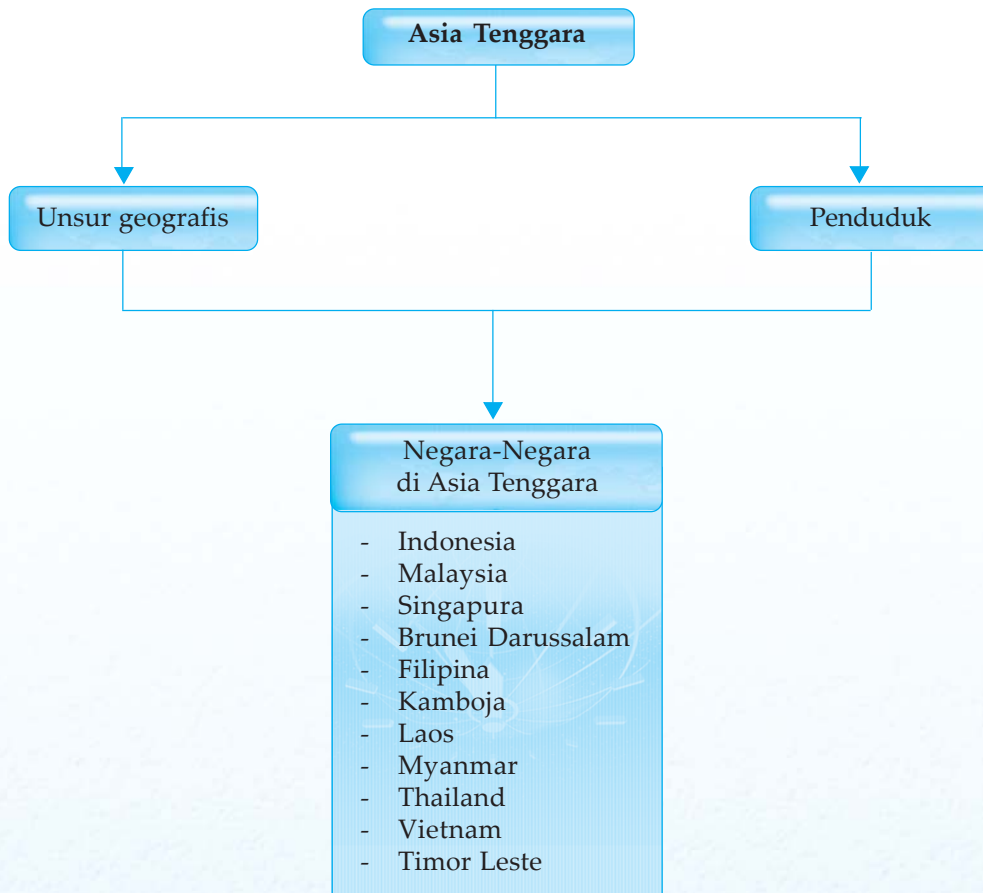 Asia Tenggara
Unsur geografis
Penduduk
Negara-Negara
di Asia Tenggara
- Indonesia
- Malaysia
- Singapura
- Brunei Darussalam
- Filipina
- Kamboja
- Laos
- Myanmar
- Thailand
- Vietnam
- Timor Leste